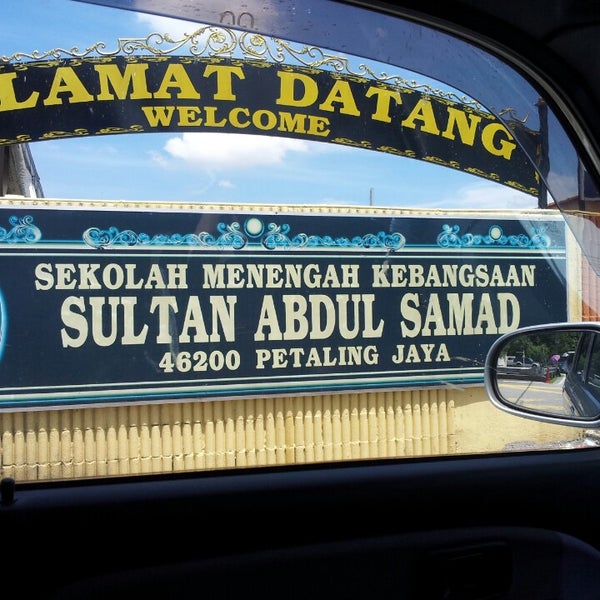 LAMAT DATANG
WELCOME
SEKOLAH MENENGAH KEBANGSAAN
SULTAN ABDUL SAMAD
46200 PETALING JAYA